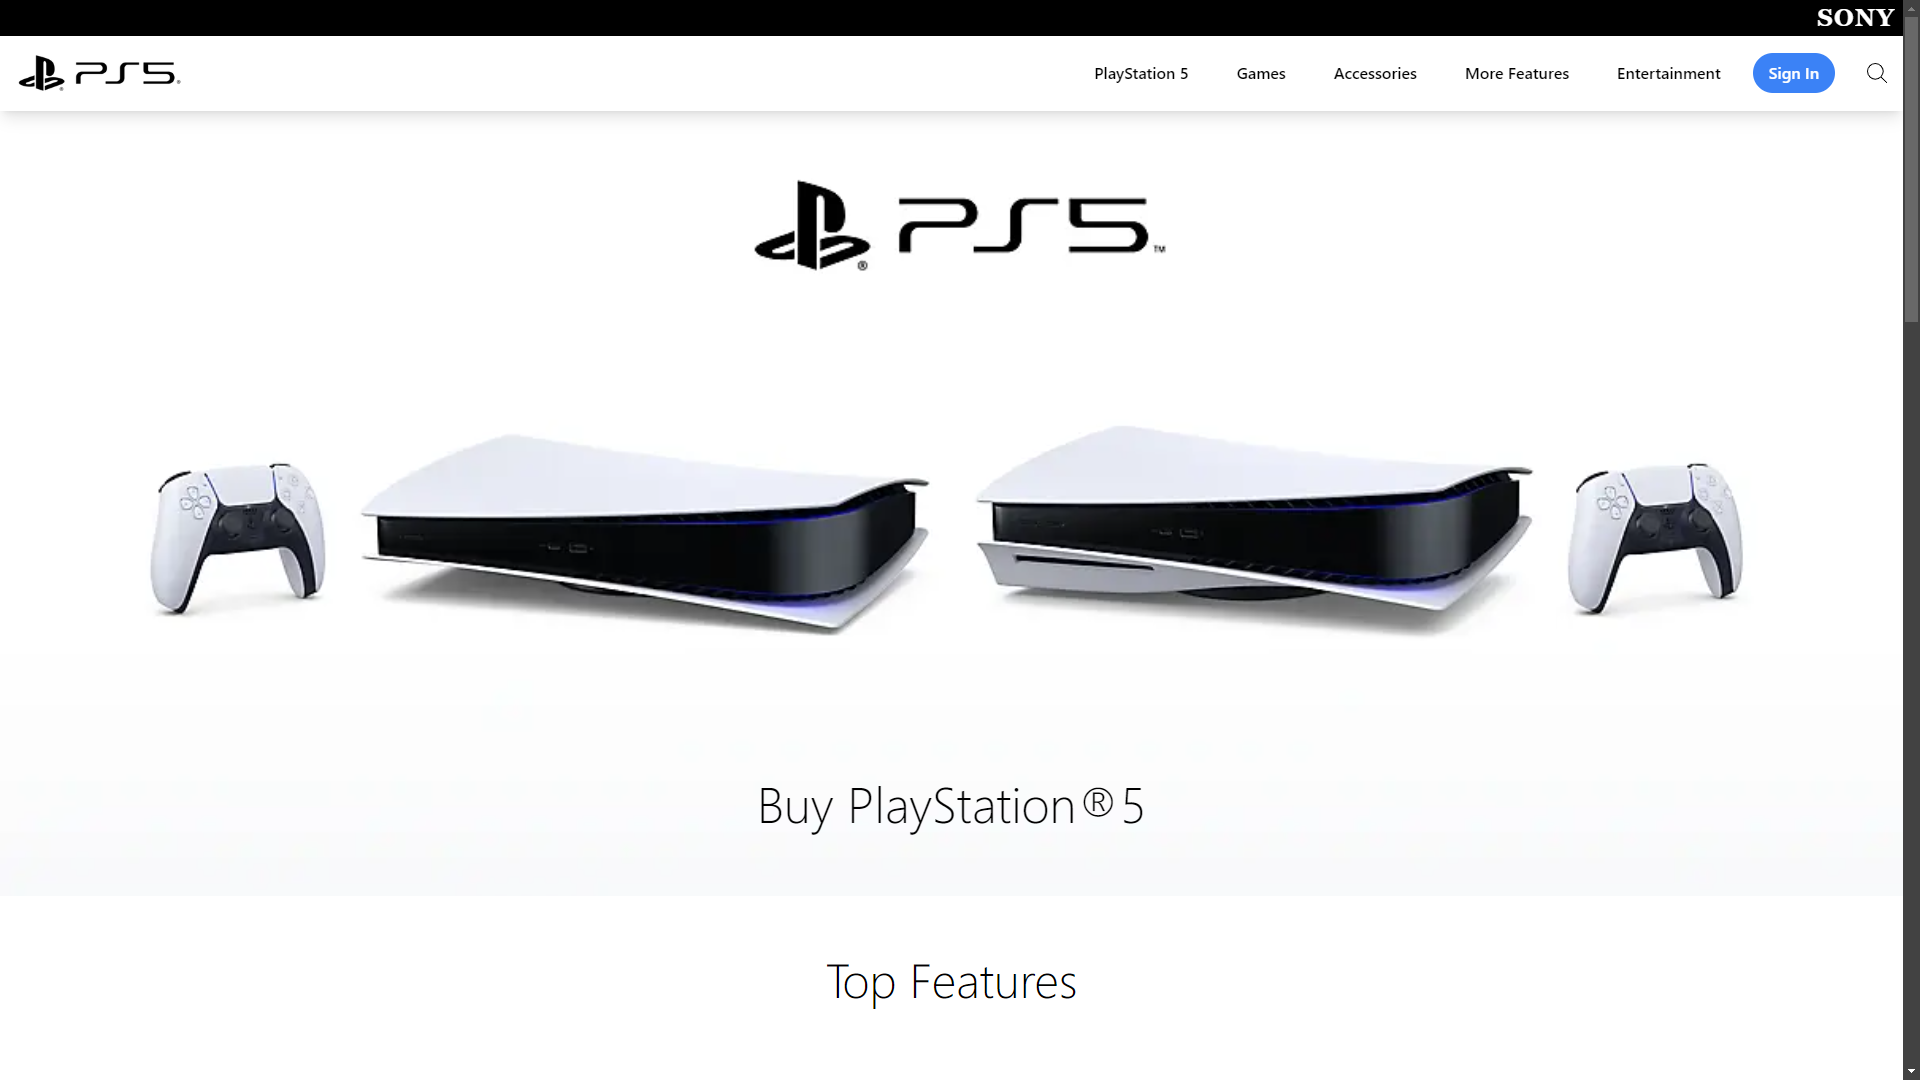 SONY
PS5
PlayStation 5
Games
Accessories
More Features
Entertainment
Sign In
PS5™
Buy PlayStation®5
Top Features